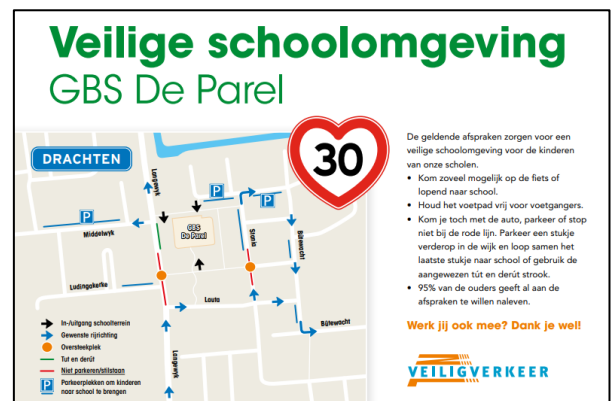 Veilige schoolomgeving
GBS De Parel
DRACHTEN
30
De geldende afspraken zorgen voor een
veilige schoolomgeving voor de kinderen
van onze scholen.
• Kom zoveel mogelijk op de fiets of
lopend naar school.
• Houd het voetpad vrij voor voetgangers.
• Kom je toch met de auto, parkeer of stop
niet bij de rode lijn. Parkeer een stukje
verderop in de wijk en loop samen het
laatste stukje naar school of gebruik de
aangewezen tút en derút strook.
• 95% van de ouders geeft al aan de
afspraken te willen naleven.
Werk jij ook mee? Dank je wel!
VEILIGVERKEER
Langewyk
P
P
P
Middelwyk
GBS
De Parel
Stania
Bûtewacht
Ludingakerke
Lauta
Bûtewacht
Langewyk
In-/uitgang schoolterrein
Gewenste rijrichting
Oversteekplek
Tut en derút
Niet parkeren/stilstaan
P
Parkeerplekken om kinderen
naar school te brengen